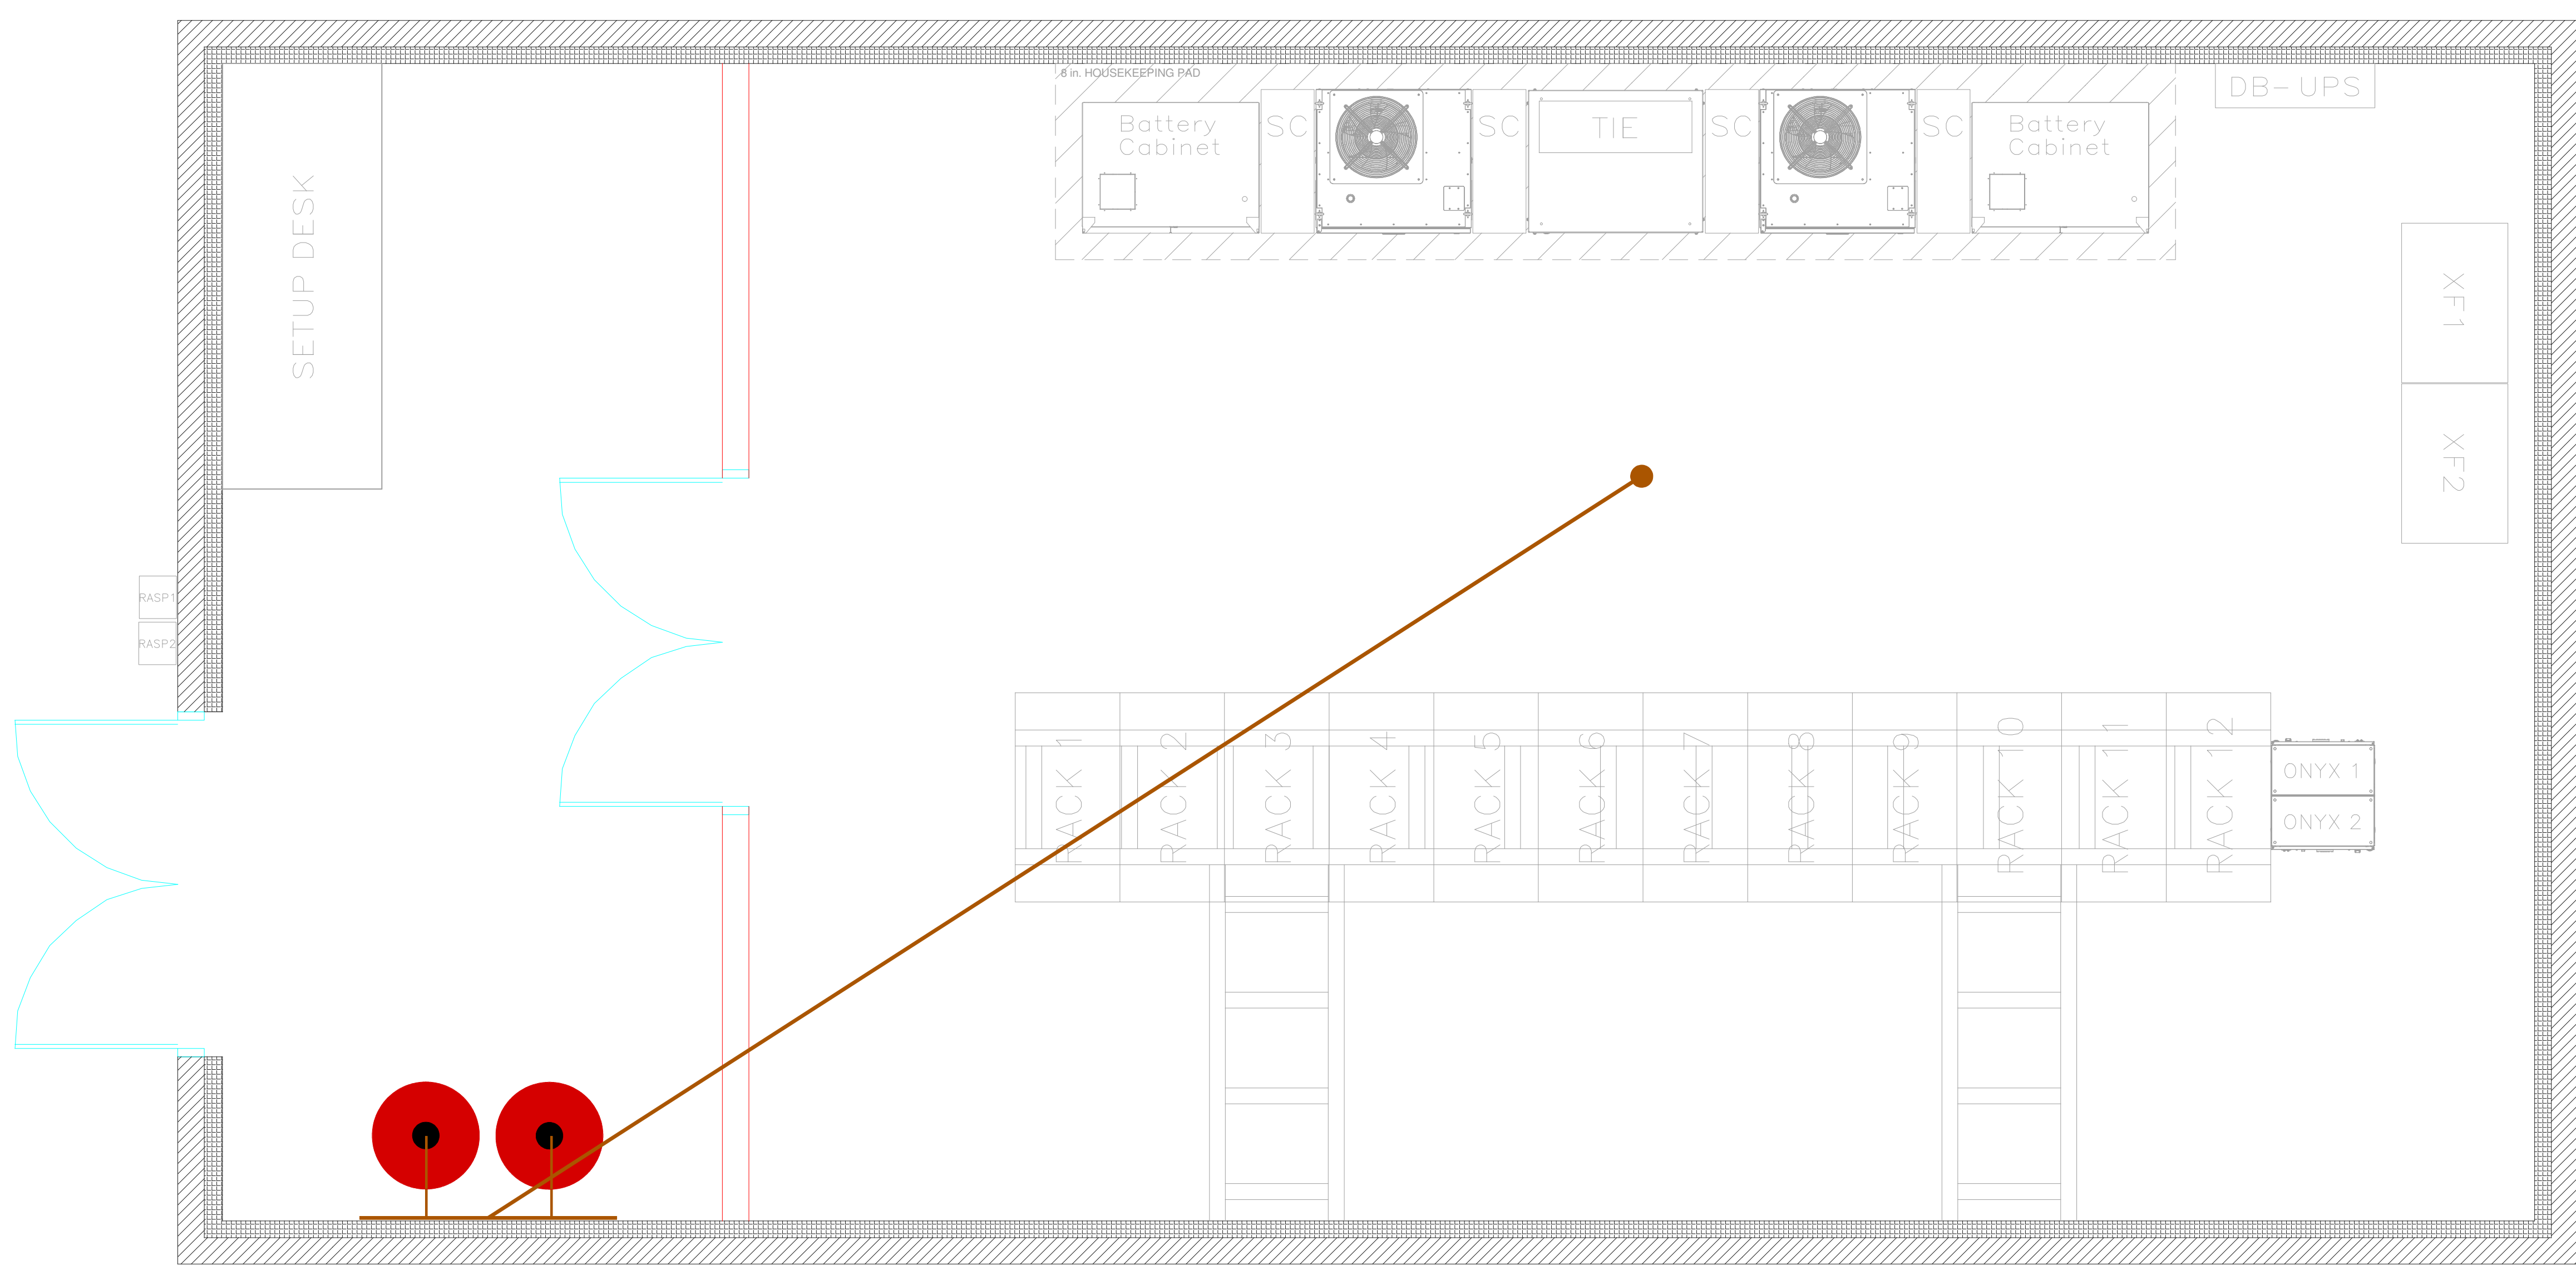 8 in. HOUSEKEEPING PAD
DB-UPS
Battery
Cabinet
SC
SC
TIE
SC
SC
Battery
Cabinet
SETUP DESK
XF1
XF2
RASP1
RASP2
RACK 1
RACK 2
RACK 3
RACK 4
RACK 5
RACK 6
RACK 7
RACK 8
RACK 9
RACK 10
RACK 11
RACK 12
ONYX 1
ONYX 2